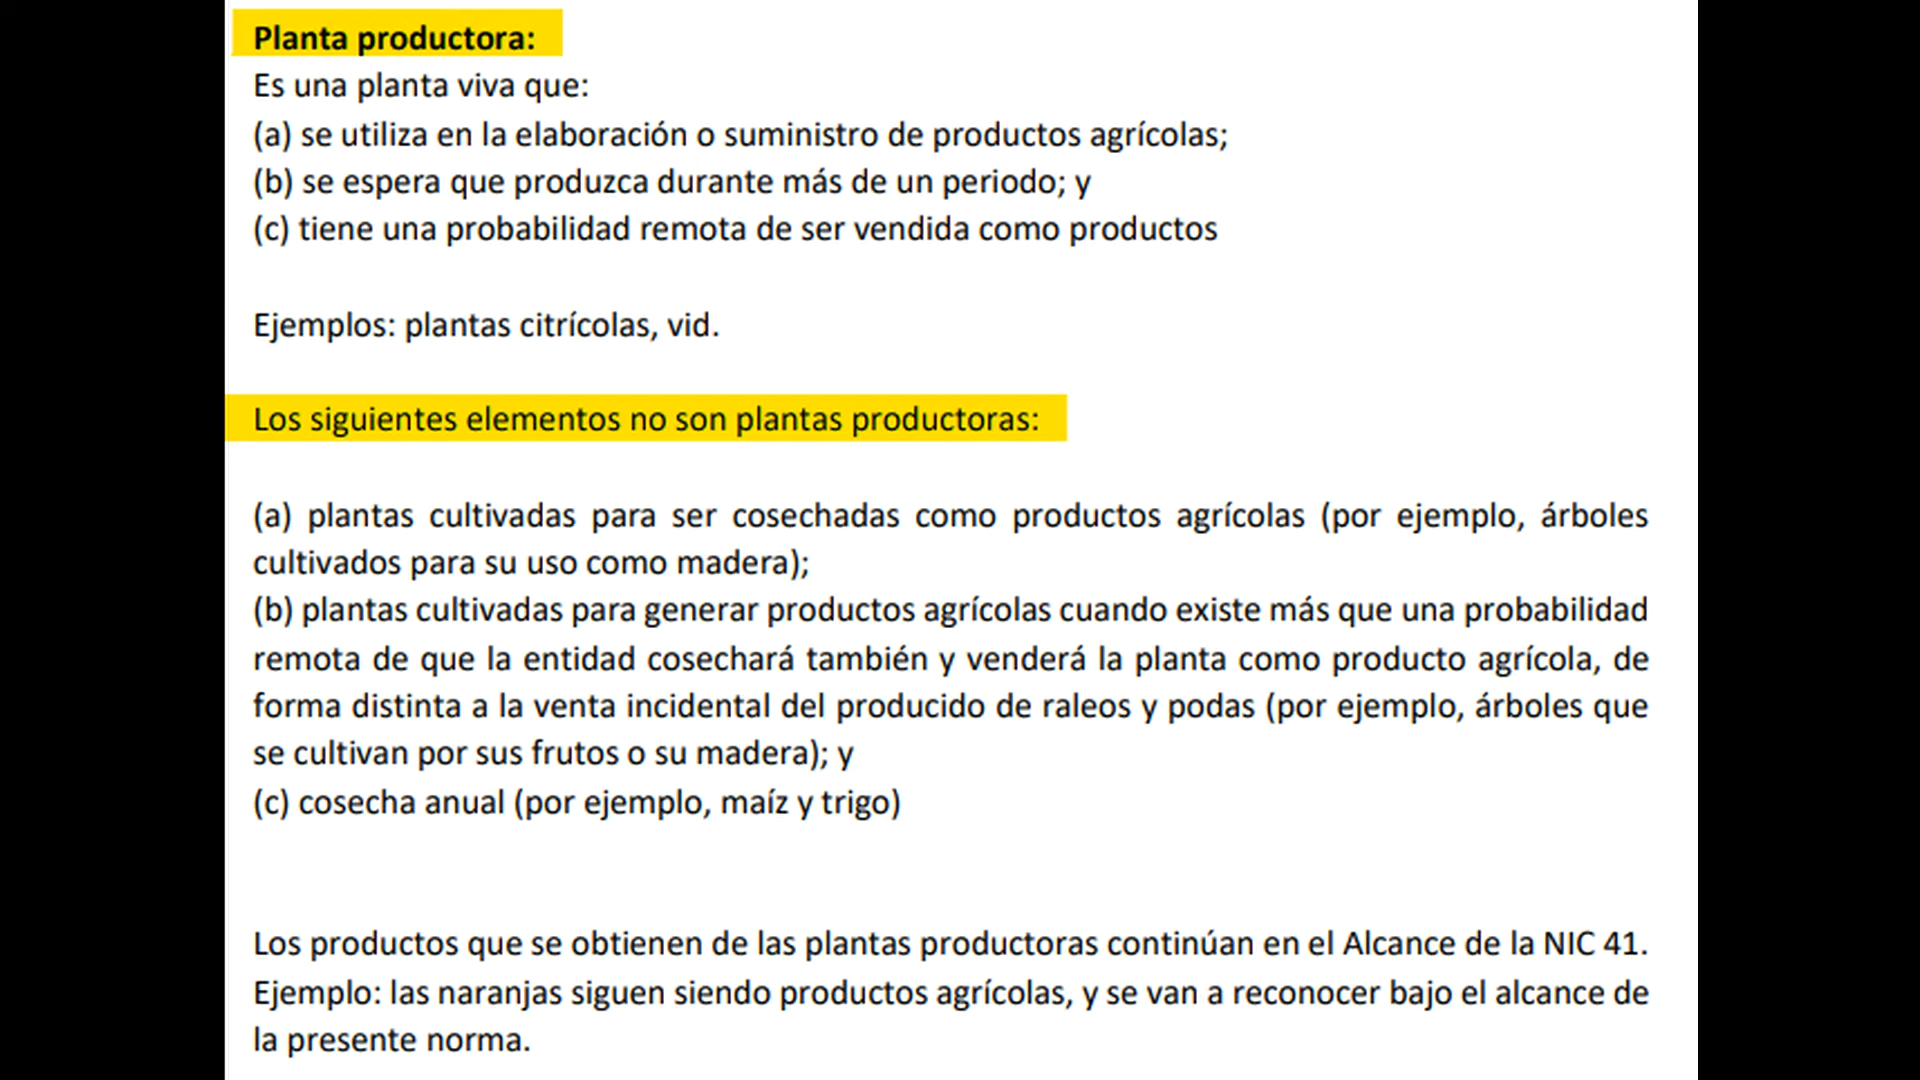 Planta productora:
Es una planta viva que:
(a) se utiliza en la elaboración o suministro de productos agrícolas;
(b) se espera que produzca durante más de un periodo; y
(c) tiene una probabilidad remota de ser vendida como productos
Ejemplos: plantas citrícolas, vid.
Los siguientes elementos no son plantas productoras:
(a) plantas cultivadas para ser cosechadas como productos agrícolas (por ejemplo, árboles
cultivados para su uso como madera);
(b) plantas cultivadas para generar productos agrícolas cuando existe más que una probabilidad
remota de que la entidad cosechará también y venderá la planta como producto agrícola, de
forma distinta a la venta incidental del producido de raleos y podas (por ejemplo, árboles que
se cultivan por sus frutos o su madera); y
(c) cosecha anual (por ejemplo, maíz y trigo)
Los productos que se obtienen de las plantas productoras continúan en el Alcance de la NIC 41.
Ejemplo: las naranjas siguen siendo productos agrícolas, y se van a reconocer bajo el alcance de
la presente norma.